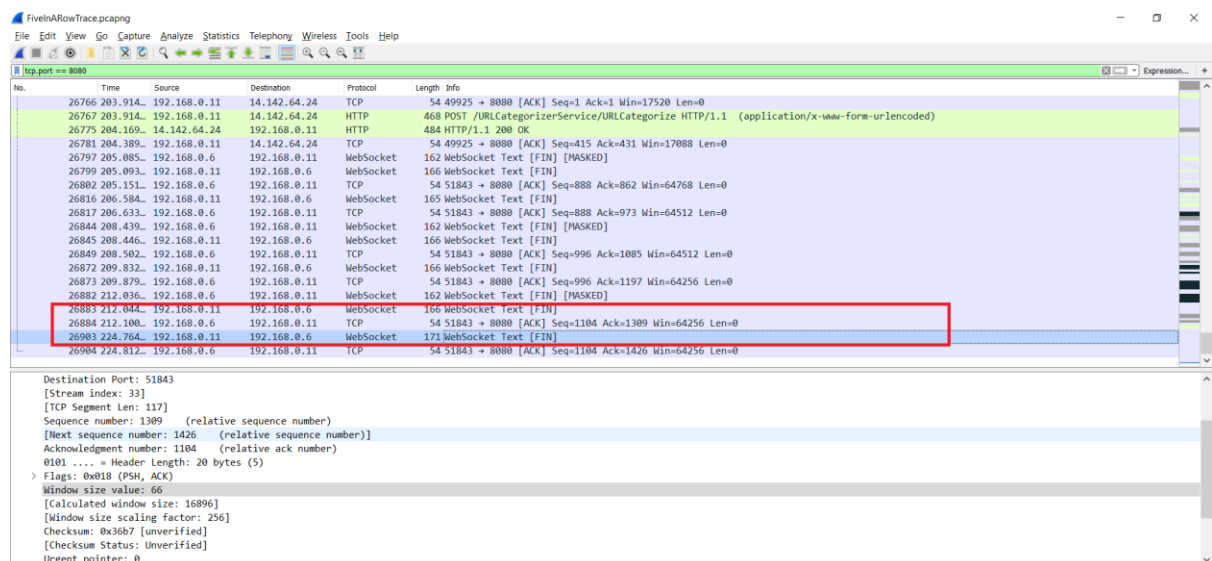 FiveInARowTrace.pcapng
File Edit View Go Capture Analyze Statistics Telephony Wireless Tools Help
tcp.port == 8080 Expression... +
No. Time Source Destination Protocol Length Info
26766 203.914… 192.168.0.11 14.142.64.24 TCP 54 49925 → 8080 [ACK] Seq=1 Ack=1 Win=17520 Len=0
26767 203.914… 192.168.0.11 14.142.64.24 HTTP 468 POST /URLCategorizerService/URLCategorize HTTP/1.1 (application/x-www-form-urlencoded)
26775 204.169… 14.142.64.24 192.168.0.11 HTTP 484 HTTP/1.1 200 OK
26781 204.389… 192.168.0.11 14.142.64.24 TCP 54 49925 → 8080 [ACK] Seq=415 Ack=431 Win=17088 Len=0
26797 205.085… 192.168.0.6 192.168.0.11 WebSocket 162 WebSocket Text [FIN] [MASKED]
26799 205.093… 192.168.0.11 192.168.0.6 WebSocket 166 WebSocket Text [FIN]
26802 205.151… 192.168.0.6 192.168.0.11 TCP 54 51843 → 8080 [ACK] Seq=888 Ack=862 Win=64768 Len=0
26816 206.584… 192.168.0.11 192.168.0.6 WebSocket 165 WebSocket Text [FIN]
26817 206.633… 192.168.0.6 192.168.0.11 TCP 54 51843 → 8080 [ACK] Seq=888 Ack=973 Win=64512 Len=0
26844 208.439… 192.168.0.6 192.168.0.11 WebSocket 162 WebSocket Text [FIN] [MASKED]
26845 208.446… 192.168.0.11 192.168.0.6 WebSocket 166 WebSocket Text [FIN]
26849 208.502… 192.168.0.6 192.168.0.11 TCP 54 51843 → 8080 [ACK] Seq=996 Ack=1085 Win=64512 Len=0
26872 209.832… 192.168.0.11 192.168.0.6 WebSocket 166 WebSocket Text [FIN]
26873 209.879… 192.168.0.6 192.168.0.11 TCP 54 51843 → 8080 [ACK] Seq=996 Ack=1197 Win=64256 Len=0
26882 212.036… 192.168.0.6 192.168.0.11 WebSocket 162 WebSocket Text [FIN] [MASKED]
26883 212.044… 192.168.0.11 192.168.0.6 WebSocket 166 WebSocket Text [FIN]
26884 212.100… 192.168.0.6 192.168.0.11 TCP 54 51843 → 8080 [ACK] Seq=1104 Ack=1309 Win=64256 Len=0
26903 224.764… 192.168.0.11 192.168.0.6 WebSocket 171 WebSocket Text [FIN]
26904 224.812… 192.168.0.6 192.168.0.11 TCP 54 51843 → 8080 [ACK] Seq=1104 Ack=1426 Win=64256 Len=0
Destination Port: 51843
[Stream index: 33]
[TCP Segment Len: 117]
Sequence number: 1309 (relative sequence number)
[Next sequence number: 1426 (relative sequence number)]
Acknowledgment number: 1104 (relative ack number)
0101 .... = Header Length: 20 bytes (5)
> Flags: 0x018 (PSH, ACK)
Window size value: 66
[Calculated window size: 16896]
[Window size scaling factor: 256]
Checksum: 0x36b7 [unverified]
[Checksum Status: Unverified]
Urgent pointer: 0